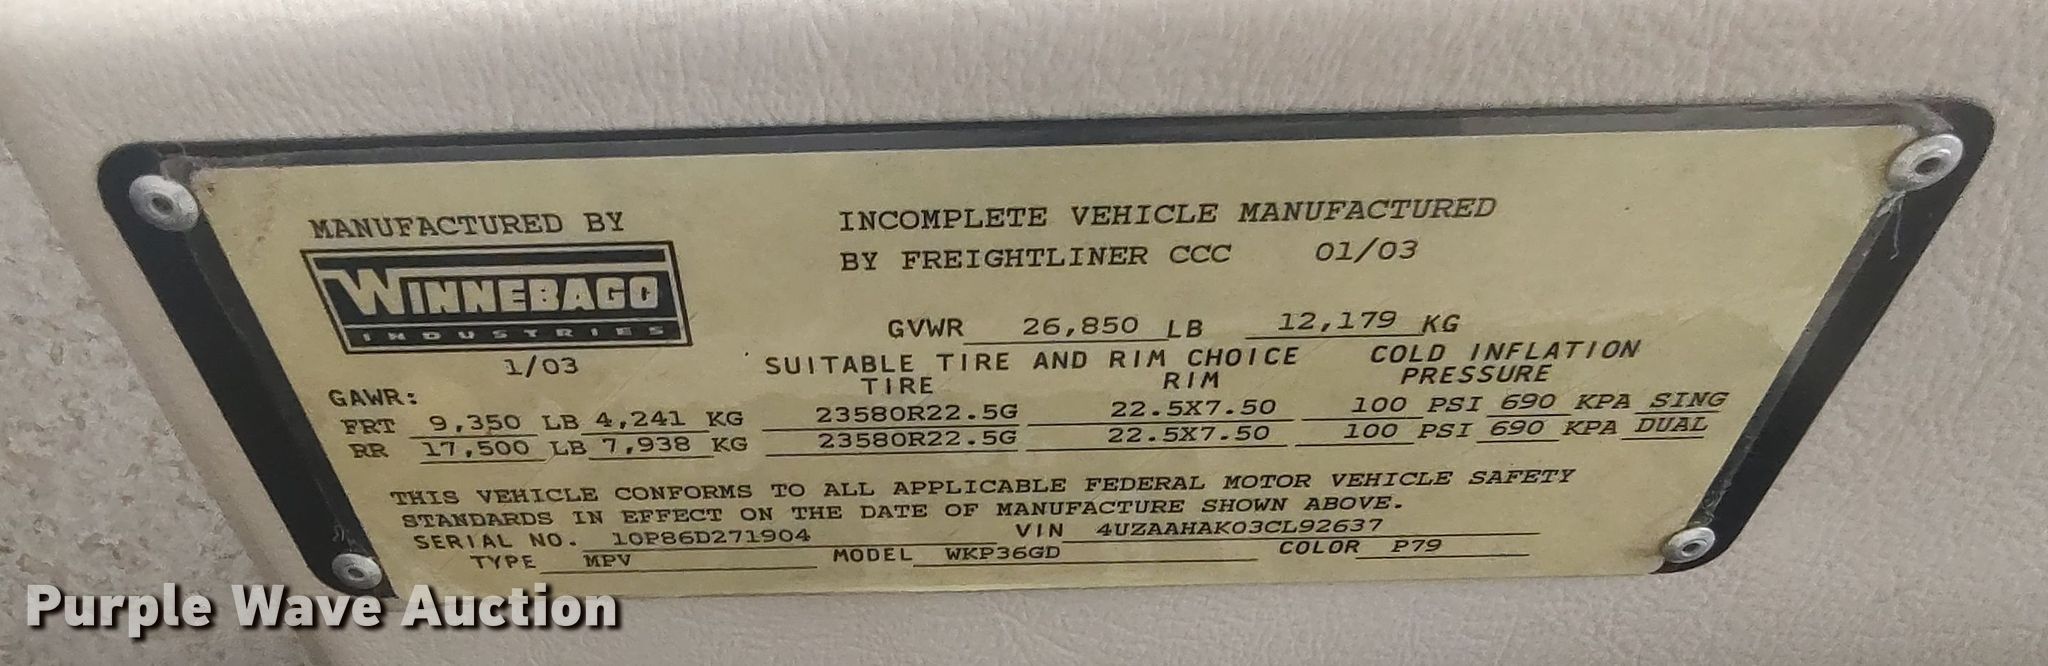 MANUFACTURED BY
WINNEBAGO
INDUSTRIES
1/03
INCOMPLETE VEHICLE MANUFACTURED
BY FREIGHTLINER CCC 01/03
GVWR 26,850 LB 12,179 KG
SUITABLE TIRE AND RIM CHOICE COLD INFLATION
TIRE RIM PRESSURE
GAWR:
FRT 9,350 LB 4,241 KG 23580R22.5G 22.5X7.50 100 PSI 690 KPA SING
RR 17,500 LB 7,938 KG 23580R22.5G 22.5X7.50 100 PSI 690 KPA DUAL
THIS VEHICLE CONFORMS TO ALL APPLICABLE FEDERAL MOTOR VEHICLE SAFETY
STANDARDS IN EFFECT ON THE DATE OF MANUFACTURE SHOWN ABOVE.
SERIAL NO. 10P86D271904 VIN 4UZAAHAK03CL92637
TYPE MPV MODEL WKP36GD COLOR P79
Purple Wave Auction